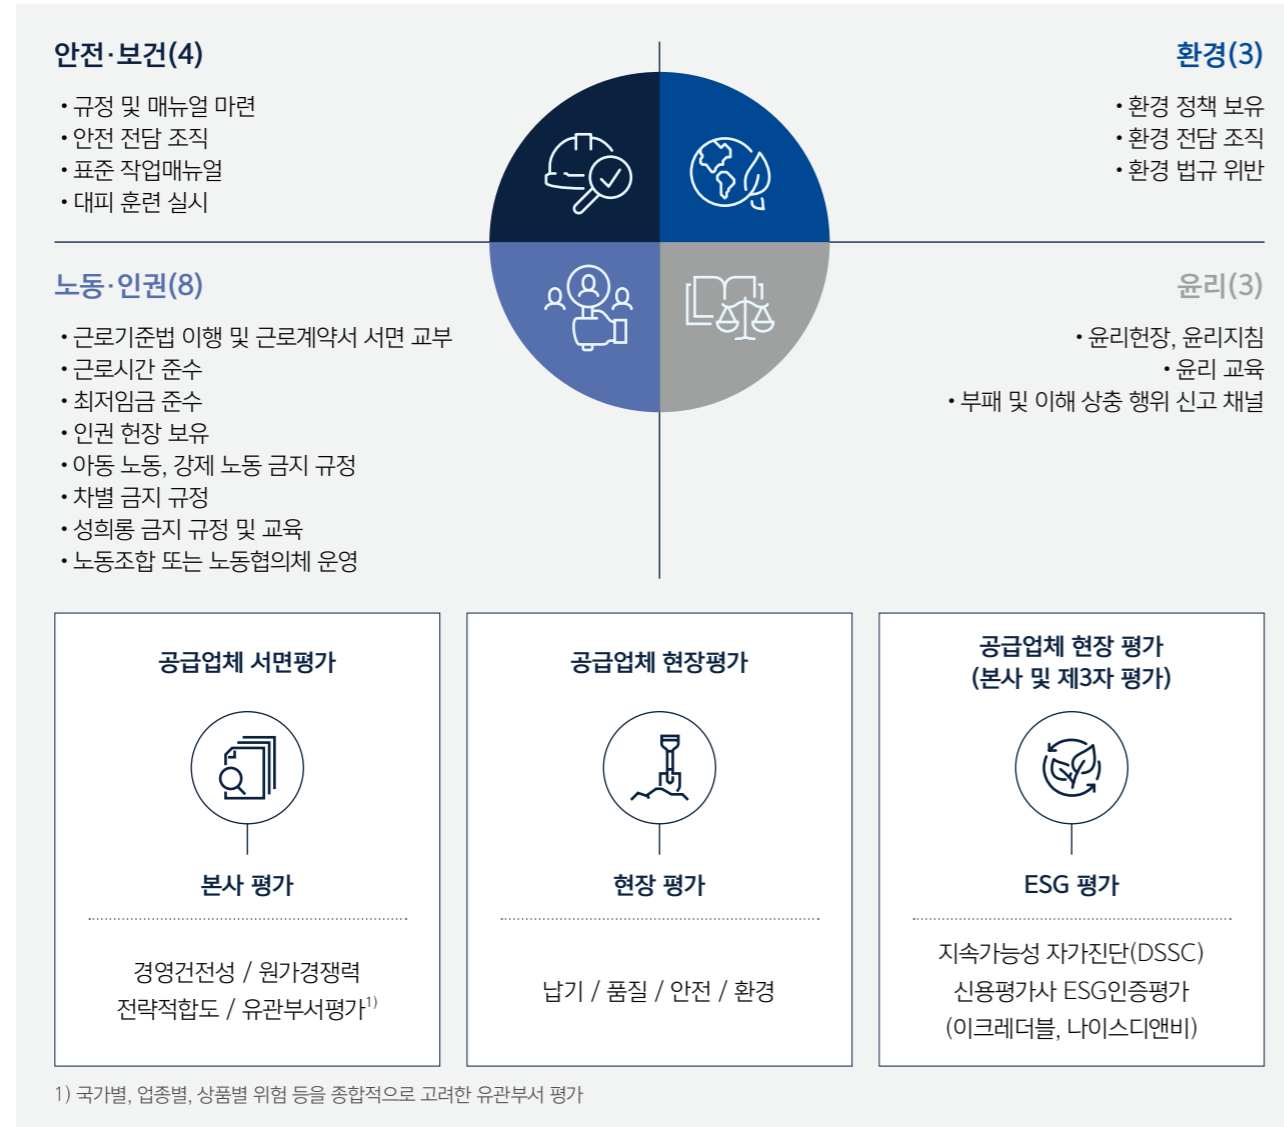 안전·보건(4)
• 규정 및 매뉴얼 마련
• 안전 전담 조직
• 표준 작업매뉴얼
• 대피 훈련 실시
환경(3)
• 환경 정책 보유
• 환경 전담 조직
• 환경 법규 위반
노동·인권(8)
• 근로기준법 이행 및 근로계약서 서면 교부
• 근로시간 준수
• 최저임금 준수
• 인권 헌장 보유
• 아동 노동, 강제 노동 금지 규정
• 차별 금지 규정
• 성희롱 금지 규정 및 교육
• 노동조합 또는 노동협의체 운영
윤리(3)
• 윤리헌장, 윤리지침
• 윤리 교육
• 부패 및 이해 상충 행위 신고 채널
공급업체 서면평가
본사 평가
경영건전성 / 원가경쟁력
전략적합도 / 유관부서평가1)
공급업체 현장평가
현장 평가
납기 / 품질 / 안전 / 환경
공급업체 현장 평가
(본사 및 제3자 평가)
ESG 평가
지속가능성 자가진단(DSSC)
신용평가사 ESG인증평가
(이크레더블, 나이스디앤비)
1) 국가별, 업종별, 상품별 위험 등을 종합적으로 고려한 유관부서 평가